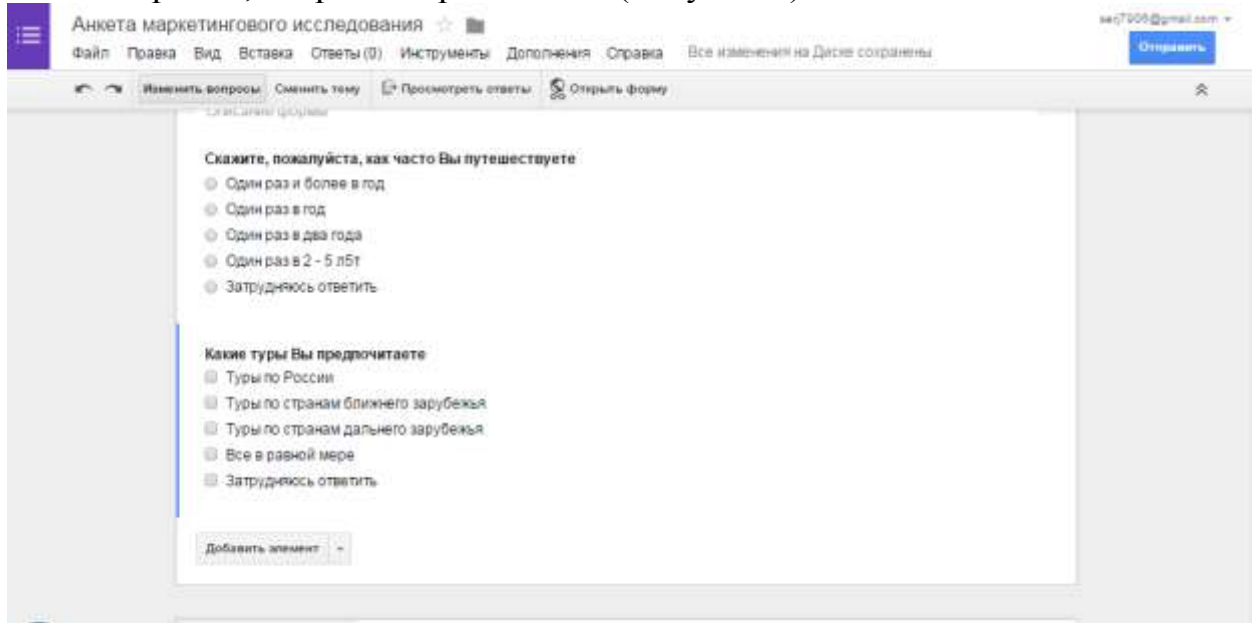 Анкета маркетингового исследования
Файл Правка Вид Вставка Ответы (0) Инструменты Дополнения Справка Все изменения на Диске сохранены
Отправить
Изменить вопросы Сменить тему Просмотреть ответы Открыть форму
Описание формы
Скажите, пожалуйста, как часто Вы путешествуете
Один раз и более в год
Один раз в год
Один раз в два года
Один раз в 2 - 5 л5т
Затрудняюсь ответить
Какие туры Вы предпочитаете
Туры по России
Туры по странам ближнего зарубежья
Туры по странам дальнего зарубежья
Все в равной мере
Затрудняюсь ответить
Добавить элемент